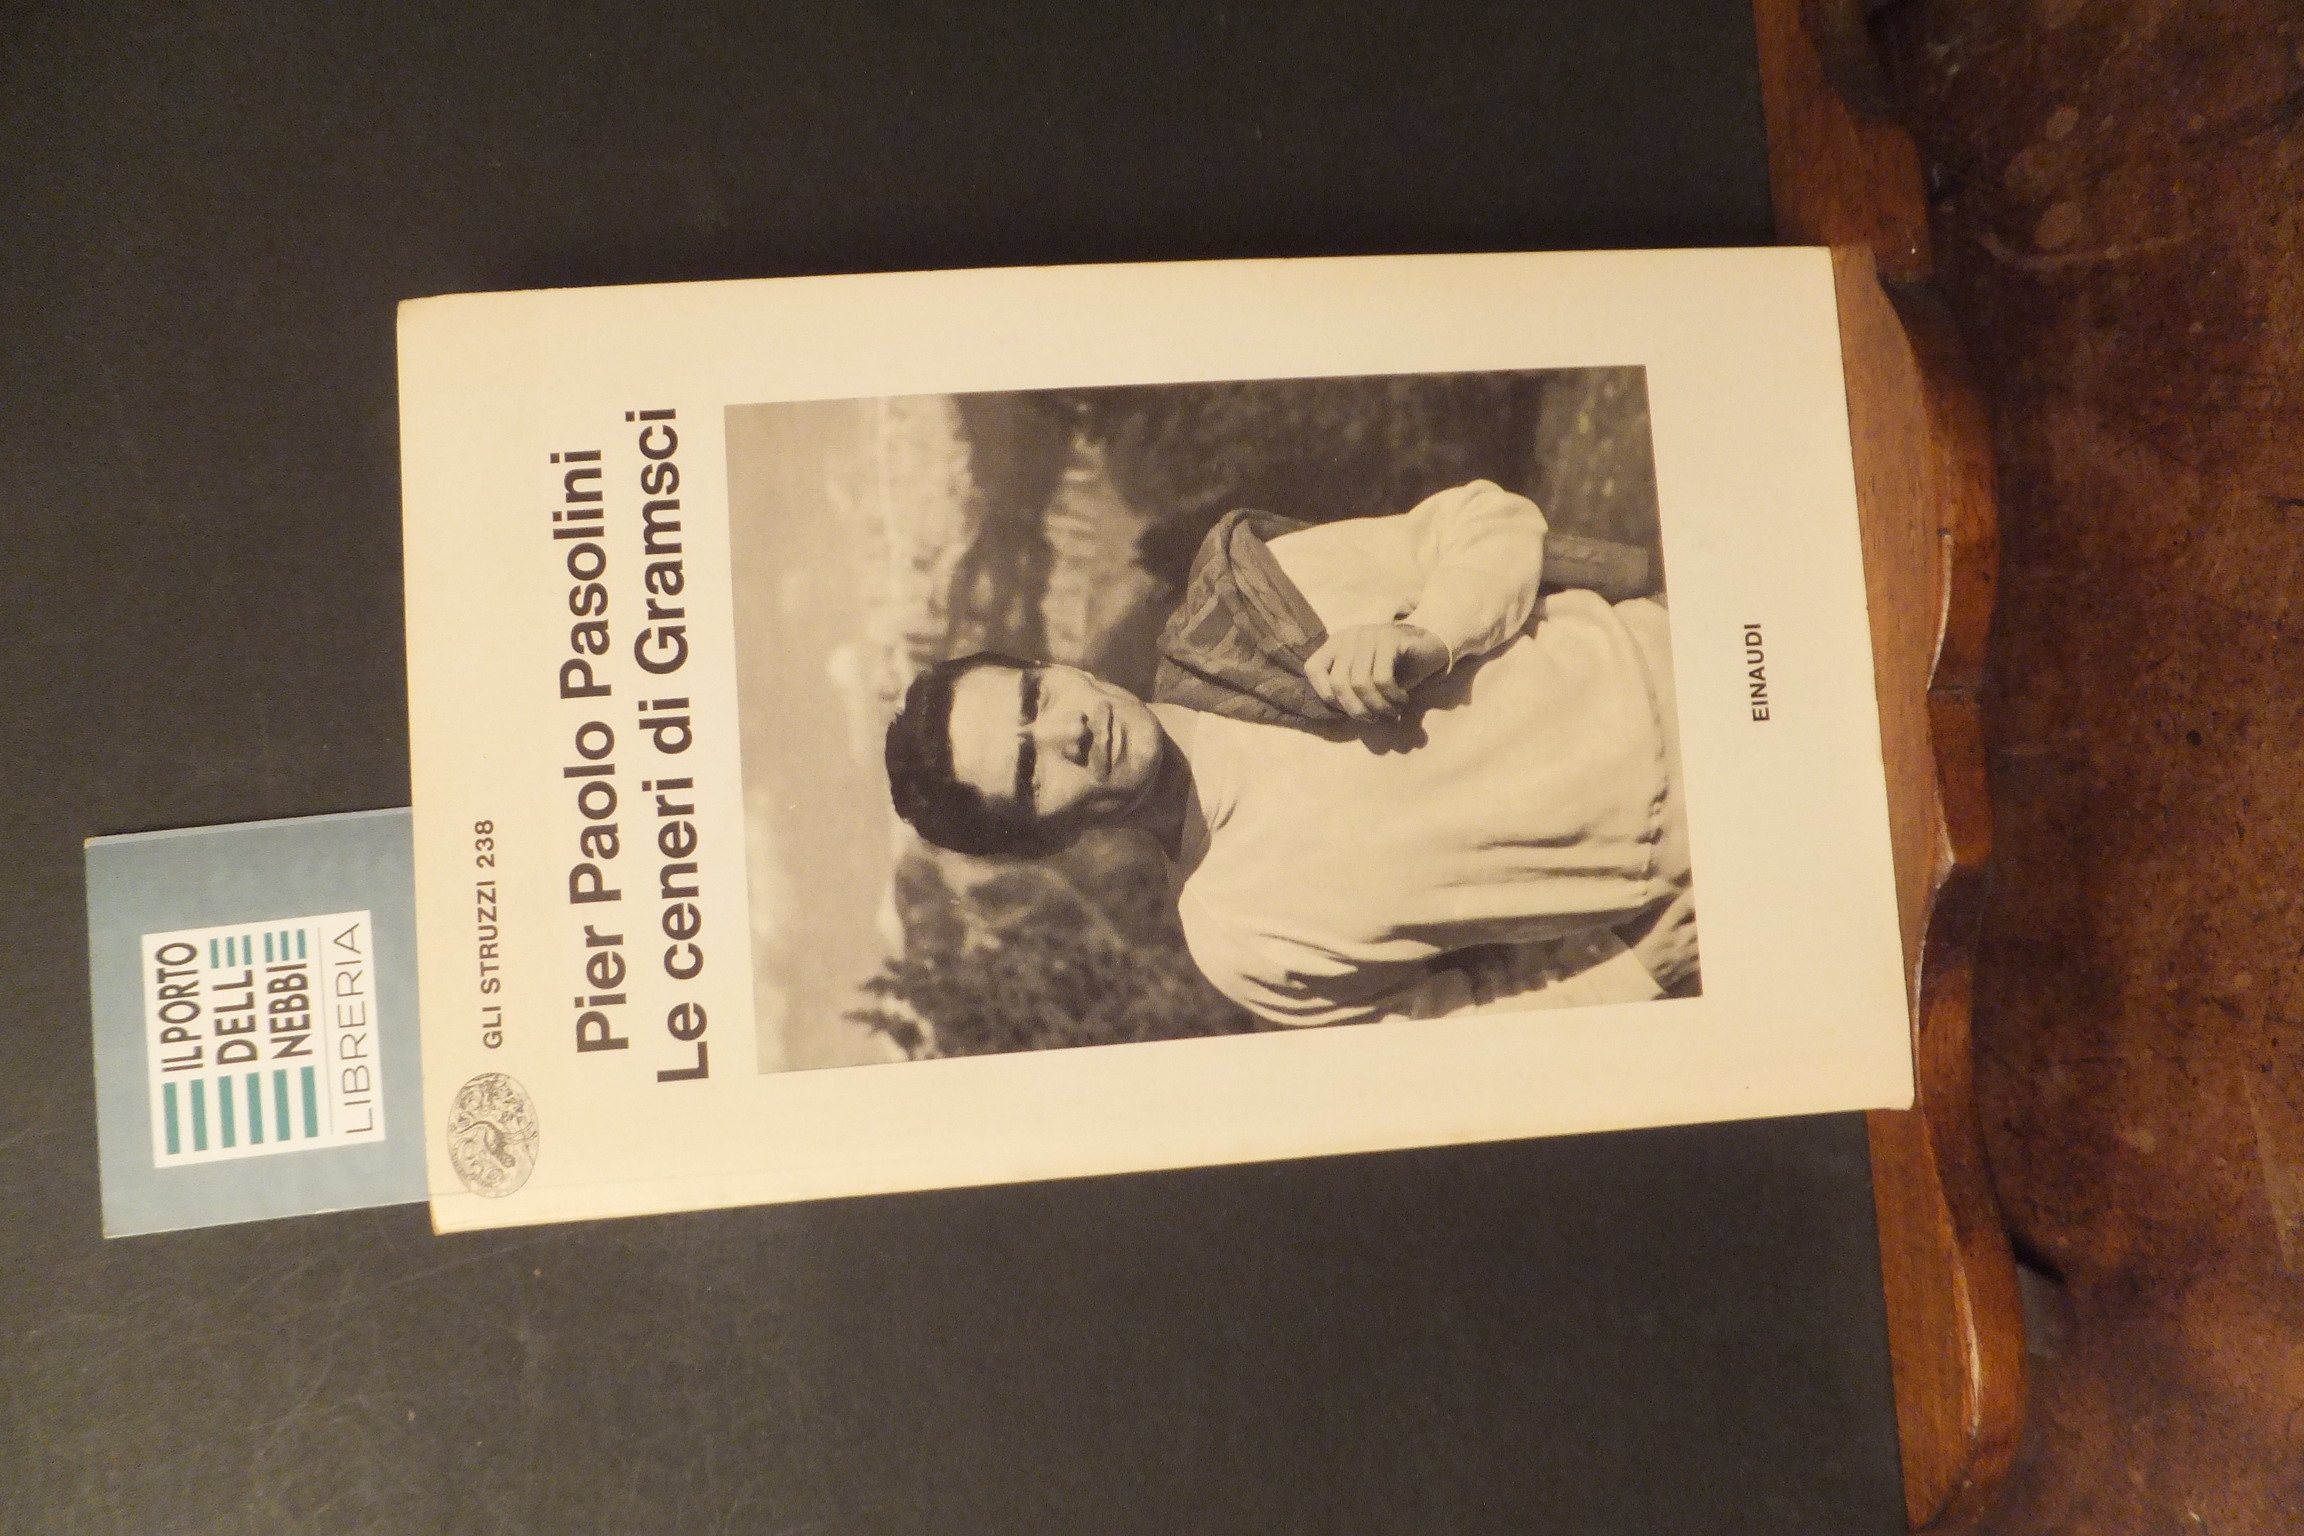 IL PORTO
DELLE
NEBBIE
LIBRERIA
GLI STRUZZI 238
Pier Paolo Pasolini
Le ceneri di Gramsci
EINAUDI